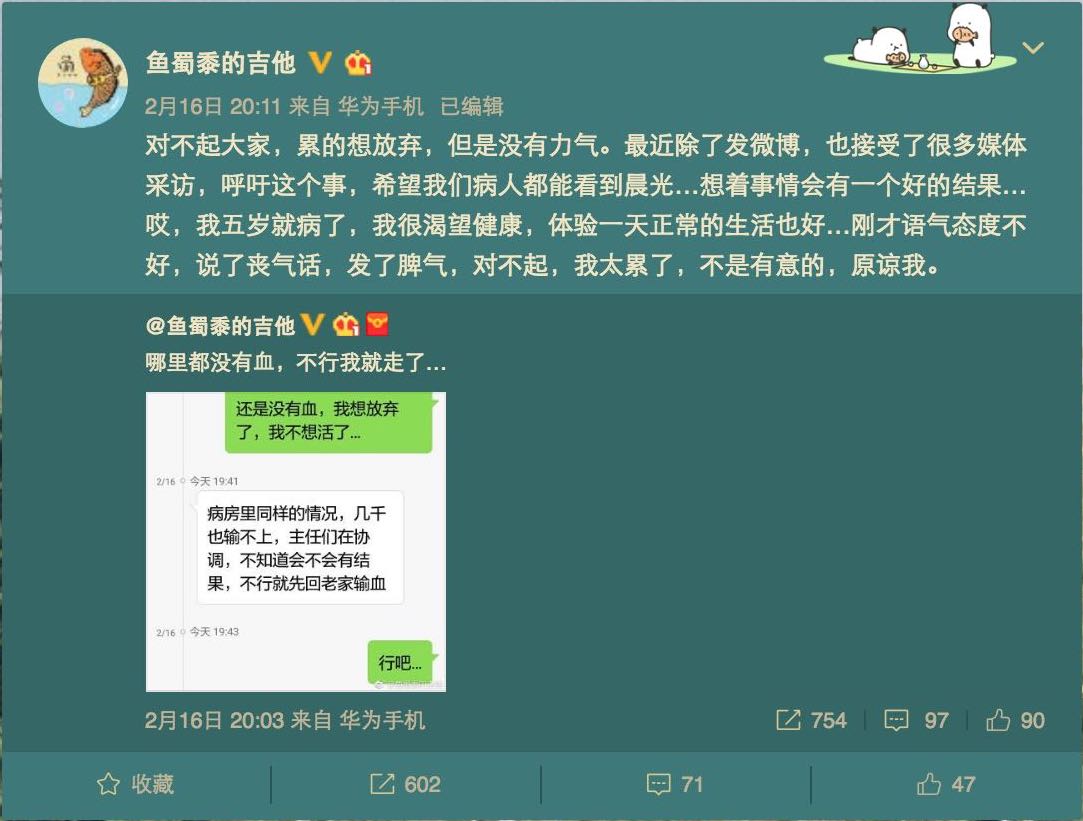 鱼蜀黍的吉他
2月16日 20:11 来自 华为手机 已编辑
对不起大家，累的想放弃，但是没有力气。最近除了发微博，也接受了很多媒体
采访，呼吁这个事，希望我们病人都能看到晨光...想着事情会有一个好的结果...
哎，我五岁就病了，我很渴望健康，体验一天正常的生活也好...刚才语气态度不
好，说了丧气话，发了脾气，对不起，我太累了，不是有意的，原谅我。
@鱼蜀黍的吉他
哪里都没有血，不行我就走了...
还是没有血，我想放弃
了，我不想活了...
2/16 今天 19:41
病房里同样的情况，几千
也输不上，主任们在协
调，不知道会不会有结
果，不行就先回老家输血
2/16 今天 19:43
行吧...
2月16日 20:03 来自 华为手机 754 97 90
收藏 602 71 47